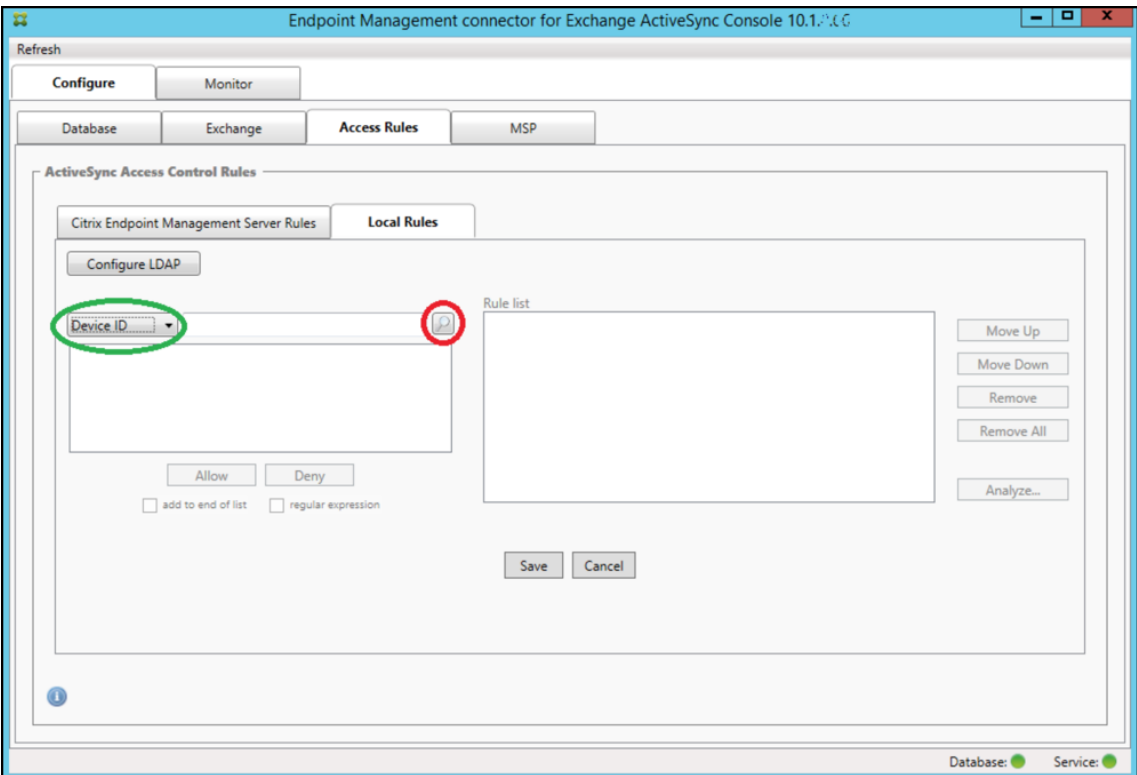 Endpoint Management connector for Exchange ActiveSync Console 10.1.
Refresh
Configure Monitor
Database Exchange Access Rules MSP
ActiveSync Access Control Rules
Citrix Endpoint Management Server Rules Local Rules
Configure LDAP
Rule list
Device ID
Move Up
Move Down
Remove
Remove All
Allow Deny
Analyze...
add to end of list regular expression
Save Cancel
Database: Service: